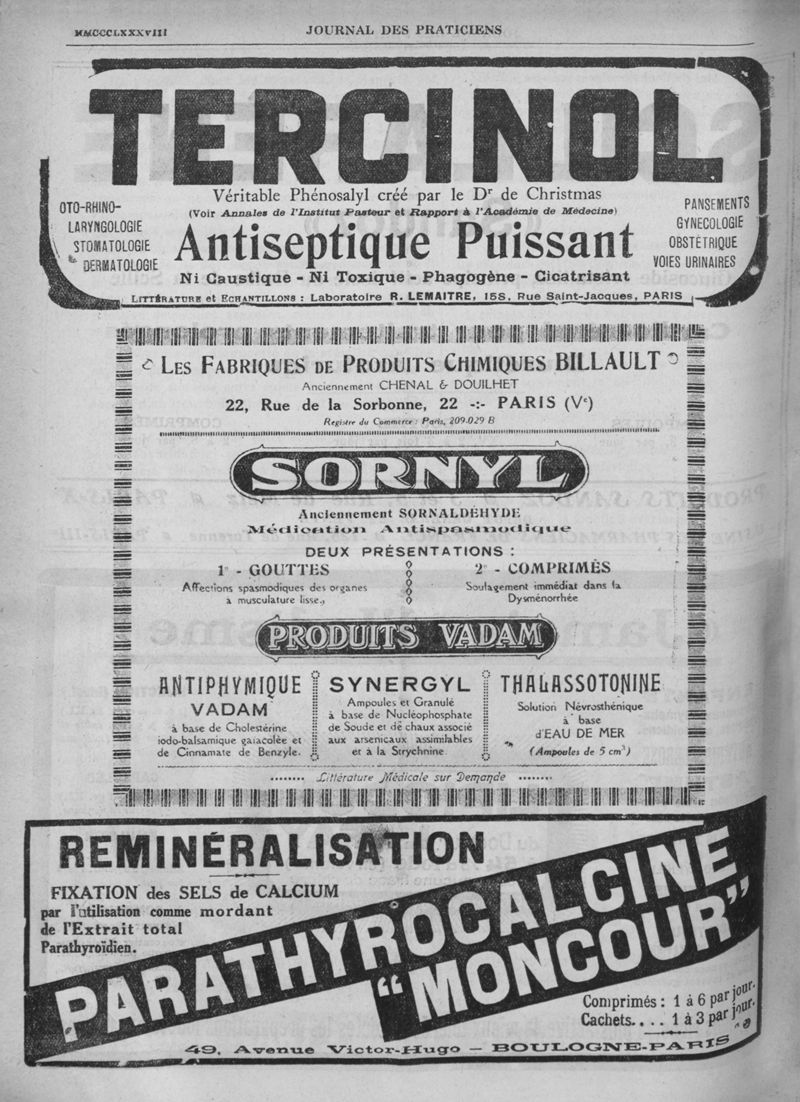 MMCCCLXXXVIII
JOURNAL DES PRATICIENS
TERCINOL
Véritable Phénosalyl créé par le Dr de Christmas
(Voir Annales de l'Institut Pasteur et Rapport à l'Académie de Médecine)
OTO-RHINO-
LARYNGOLOGIE
STOMATOLOGIE
DERMATOLOGIE
Antiseptique Puissant
PANSEMENTS
GYNECOLOGIE
OBSTÉTRIQUE
VOIES URINAIRES
Ni Caustique - Ni Toxique - Phagogène - Cicatrisant
LITTÉRATURE et ECHANTILLONS : Laboratoire R. LEMAITRE, 158, Rue Saint-Jacques, PARIS
LES FABRIQUES DE PRODUITS CHIMIQUES BILLAULT
Anciennement CHENAL & DOUILHET
22, Rue de la Sorbonne, 22 -:- PARIS (Ve)
Registre du Commerce : Paris, 209.029 B
SORNYL
Anciennement SORNALDÉHYDE
Médication Antispasmodique
DEUX PRÉSENTATIONS :
1° - GOUTTES
Affections spasmodiques des organes
à musculature lisse.
2° - COMPRIMÉS
Soulagement immédiat dans la
Dysménorrhée
PRODUITS VADAM
ANTIPHYMIQUE
VADAM
à base de Cholestérine
iodo-balsamique gaïacolée et
de Cinnamate de Benzyle.
SYNERGYL
Ampoules et Granulé
à base de Nucléophosphate
de Soude et de chaux associé
aux arsenicaux assimilables
et à la Strychnine.
THALASSOTONINE
Solution Névrosthénique
à base
d'EAU DE MER
(Ampoules de 5 cm³)
Littérature Médicale sur Demande
REMINÉRALISATION
FIXATION des SELS de CALCIUM
par l'utilisation comme mordant
de l'Extrait total
Parathyroïdien.
PARATHYROCALCINE
"MONCOUR"
Comprimés : 1 à 6 par jour.
Cachets.... 1 à 3 par jour.
49, Avenue Victor-Hugo — BOULOGNE-PARIS